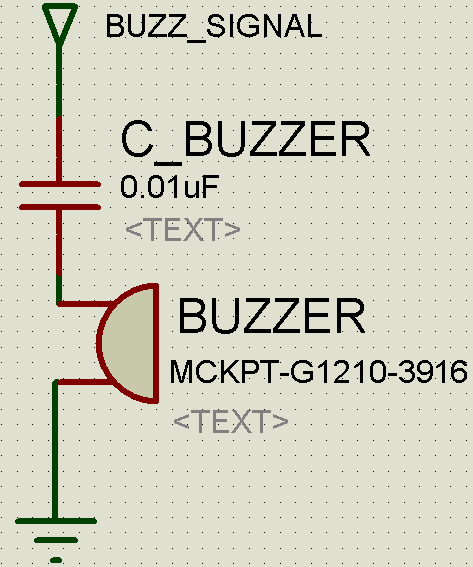 BUZZ_SIGNAL
C_BUZZER
0.01uF
<TEXT>
BUZZER
MCKPT-G1210-3916
<TEXT>